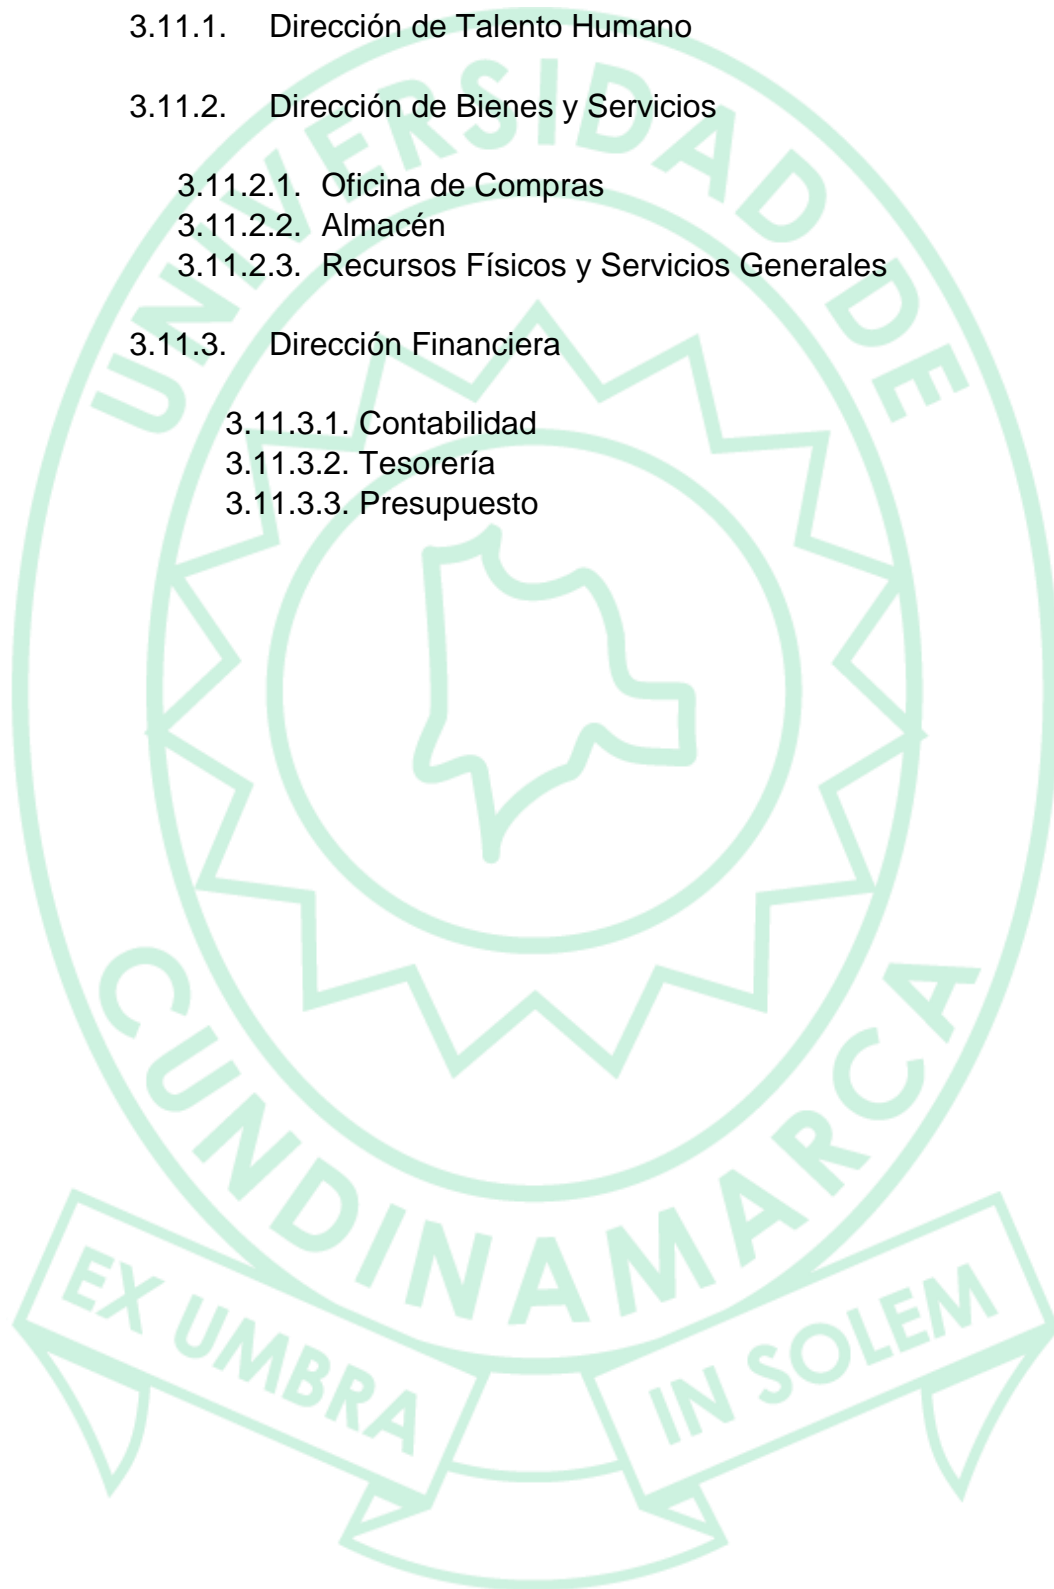 3.11.1. Dirección de Talento Humano
3.11.2. Dirección de Bienes y Servicios
3.11.2.1. Oficina de Compras
3.11.2.2. Almacén
3.11.2.3. Recursos Físicos y Servicios Generales
3.11.3. Dirección Financiera
3.11.3.1. Contabilidad
3.11.3.2. Tesorería
3.11.3.3. Presupuesto
UNIVERSIDAD DE
CUNDINAMARCA
EX UMBRA
IN SOLEM